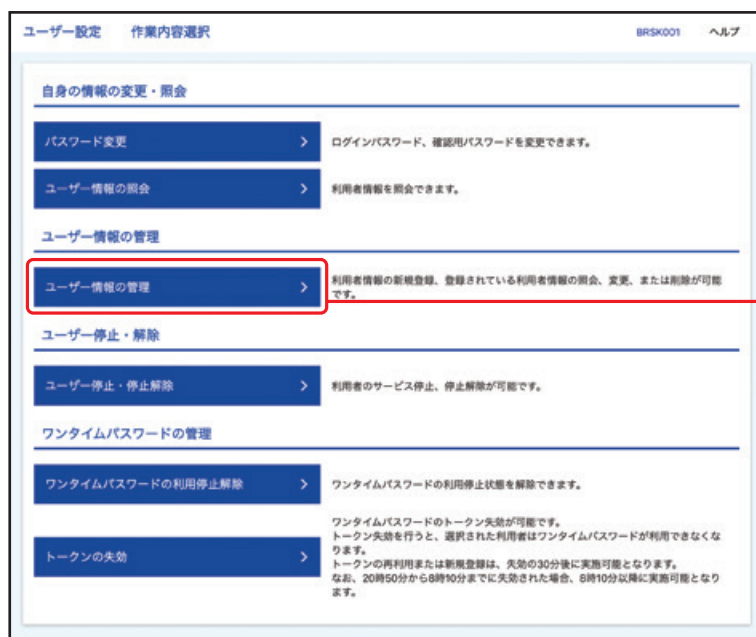 ユーザー設定 作業内容選択 BRSK001 ヘルプ
自身の情報の変更・照会
パスワード変更
ログインパスワード、確認用パスワードを変更できます。
ユーザー情報の照会
利用者情報を照会できます。
ユーザー情報の管理
ユーザー情報の管理
利用者情報の新規登録、登録されている利用者情報の照会、変更、または削除が可能
です。
ユーザー停止・解除
ユーザー停止・停止解除
利用者のサービス停止、停止解除が可能です。
ワンタイムパスワードの管理
ワンタイムパスワードの利用停止解除
ワンタイムパスワードの利用停止状態を解除できます。
トークンの失効
ワンタイムパスワードのトークン失効が可能です。
トークン失効を行うと、選択された利用者はワンタイムパスワードが利用できなくな
ります。
トークンの再利用または新規登録は、失効の30分後に実施可能となります。
なお、20時50分から8時10分までに失効された場合、8時10分以降に実施可能となり
ます。